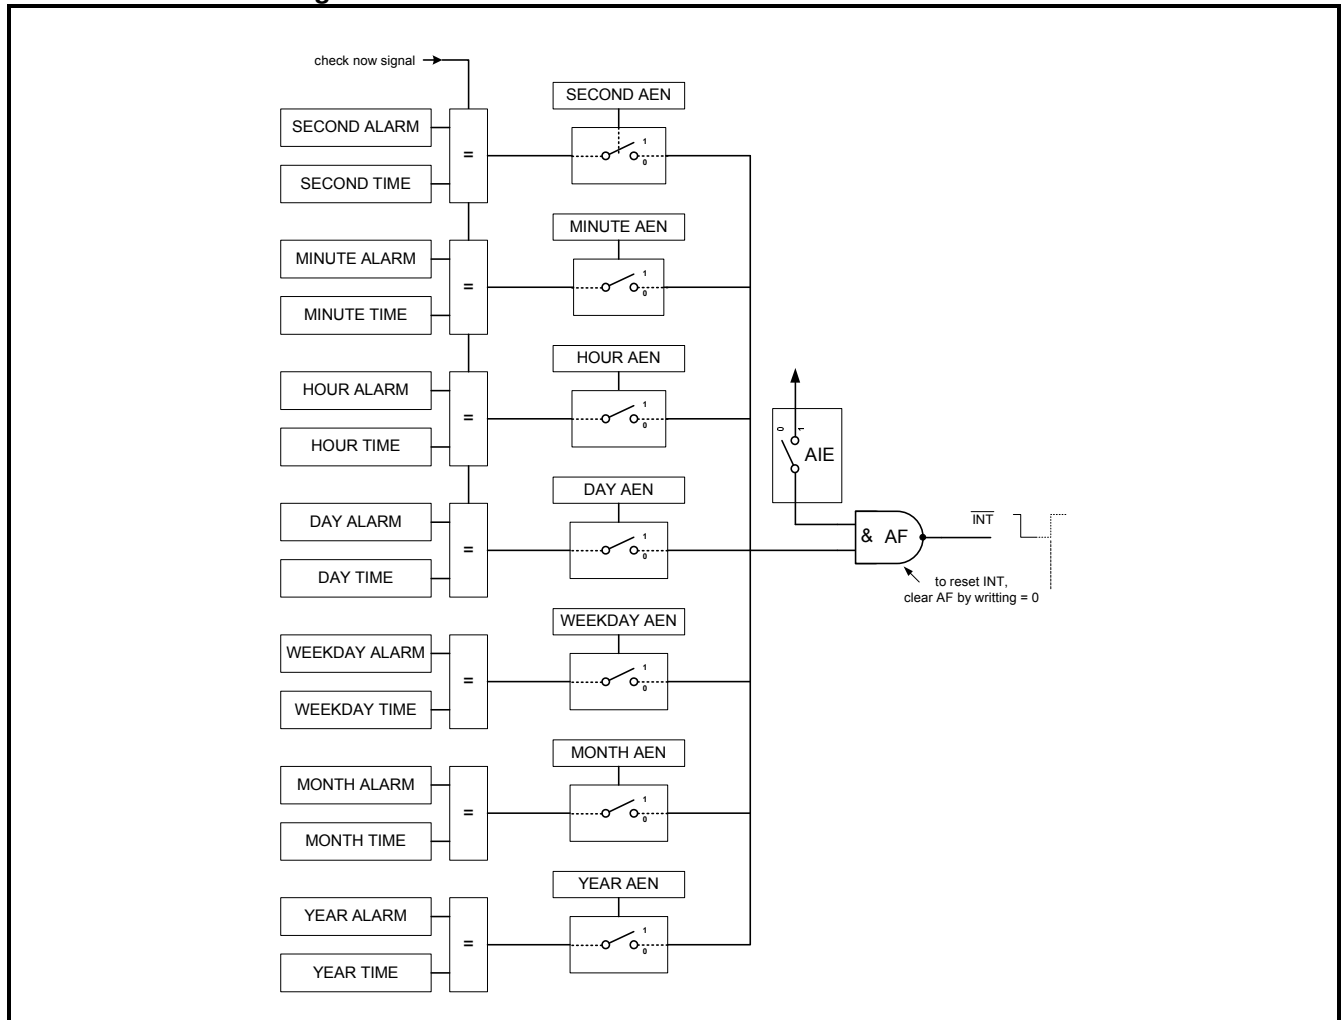 check now signal
SECOND AEN
SECOND ALARM
=
1
0
SECOND TIME
MINUTE AEN
MINUTE ALARM
=
1
0
MINUTE TIME
HOUR AEN
HOUR ALARM
=
1
0
HOUR TIME
0
1
AIE
DAY AEN
DAY ALARM
=
1
0
DAY TIME
& AF
INT
to reset INT,
clear AF by writting = 0
WEEKDAY AEN
WEEKDAY ALARM
=
1
0
WEEKDAY TIME
MONTH AEN
MONTH ALARM
=
1
0
MONTH TIME
YEAR AEN
YEAR ALARM
=
1
0
YEAR TIME